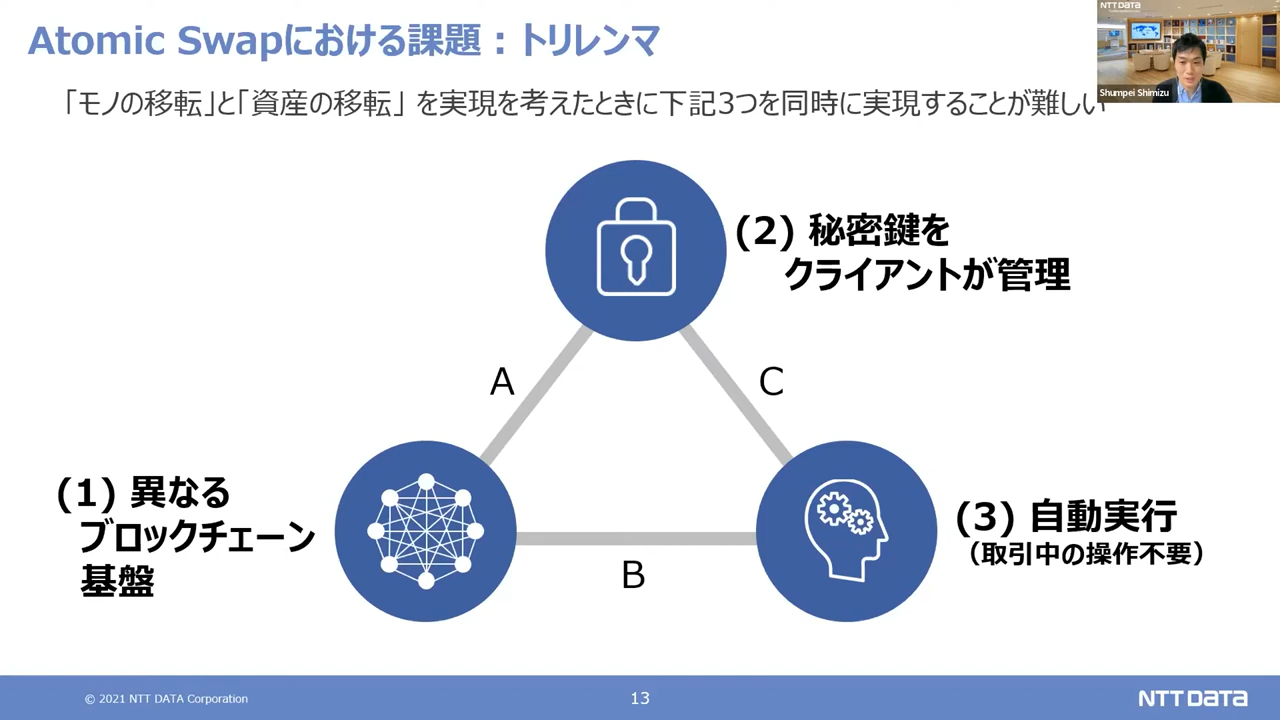 Atomic Swapにおける課題：トリレンマ
NTT DATA
Shumpei Shimizu
「モノの移転」と「資産の移転」 を実現を考えたときに下記3つを同時に実現することが難しい
(2) 秘密鍵を
クライアントが管理
A
C
(1) 異なる
ブロックチェーン
基盤
(3) 自動実行
（取引中の操作不要）
B
© 2021 NTT DATA Corporation
13
NTT DATA